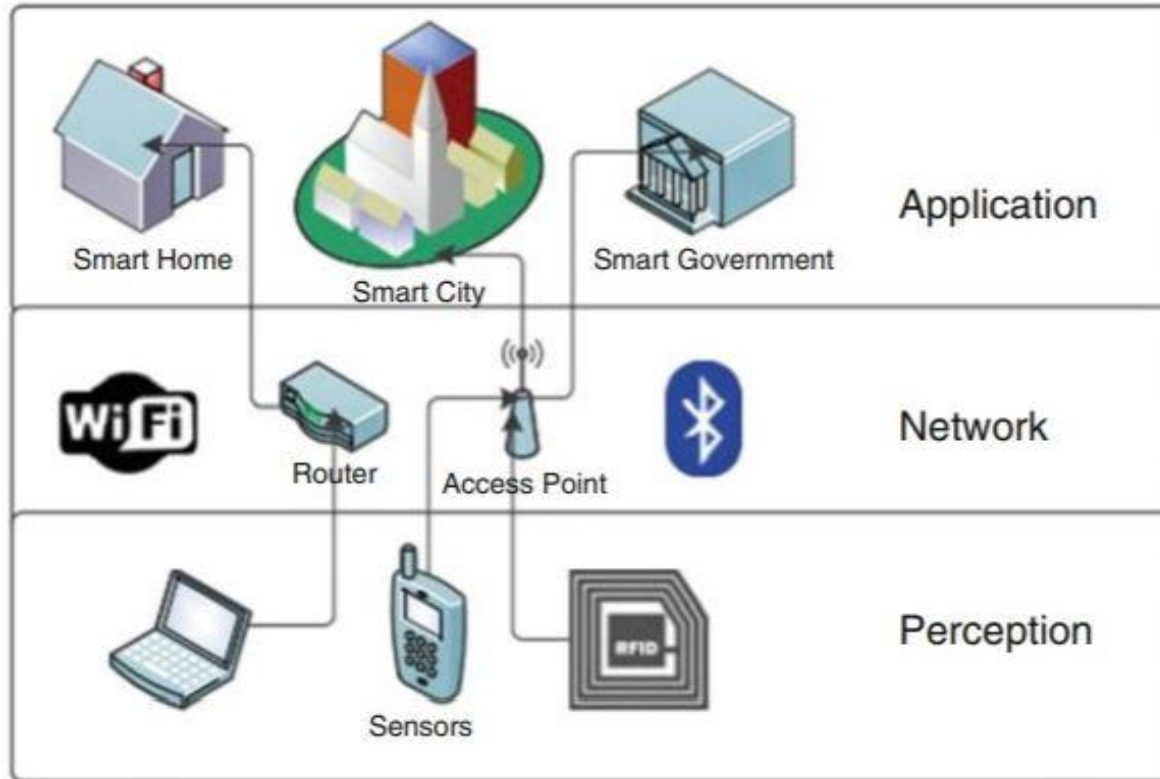 Smart Home
Smart City
Smart Government
Application
WiFi
Router
Access Point
Network
Sensors
RFID
Perception